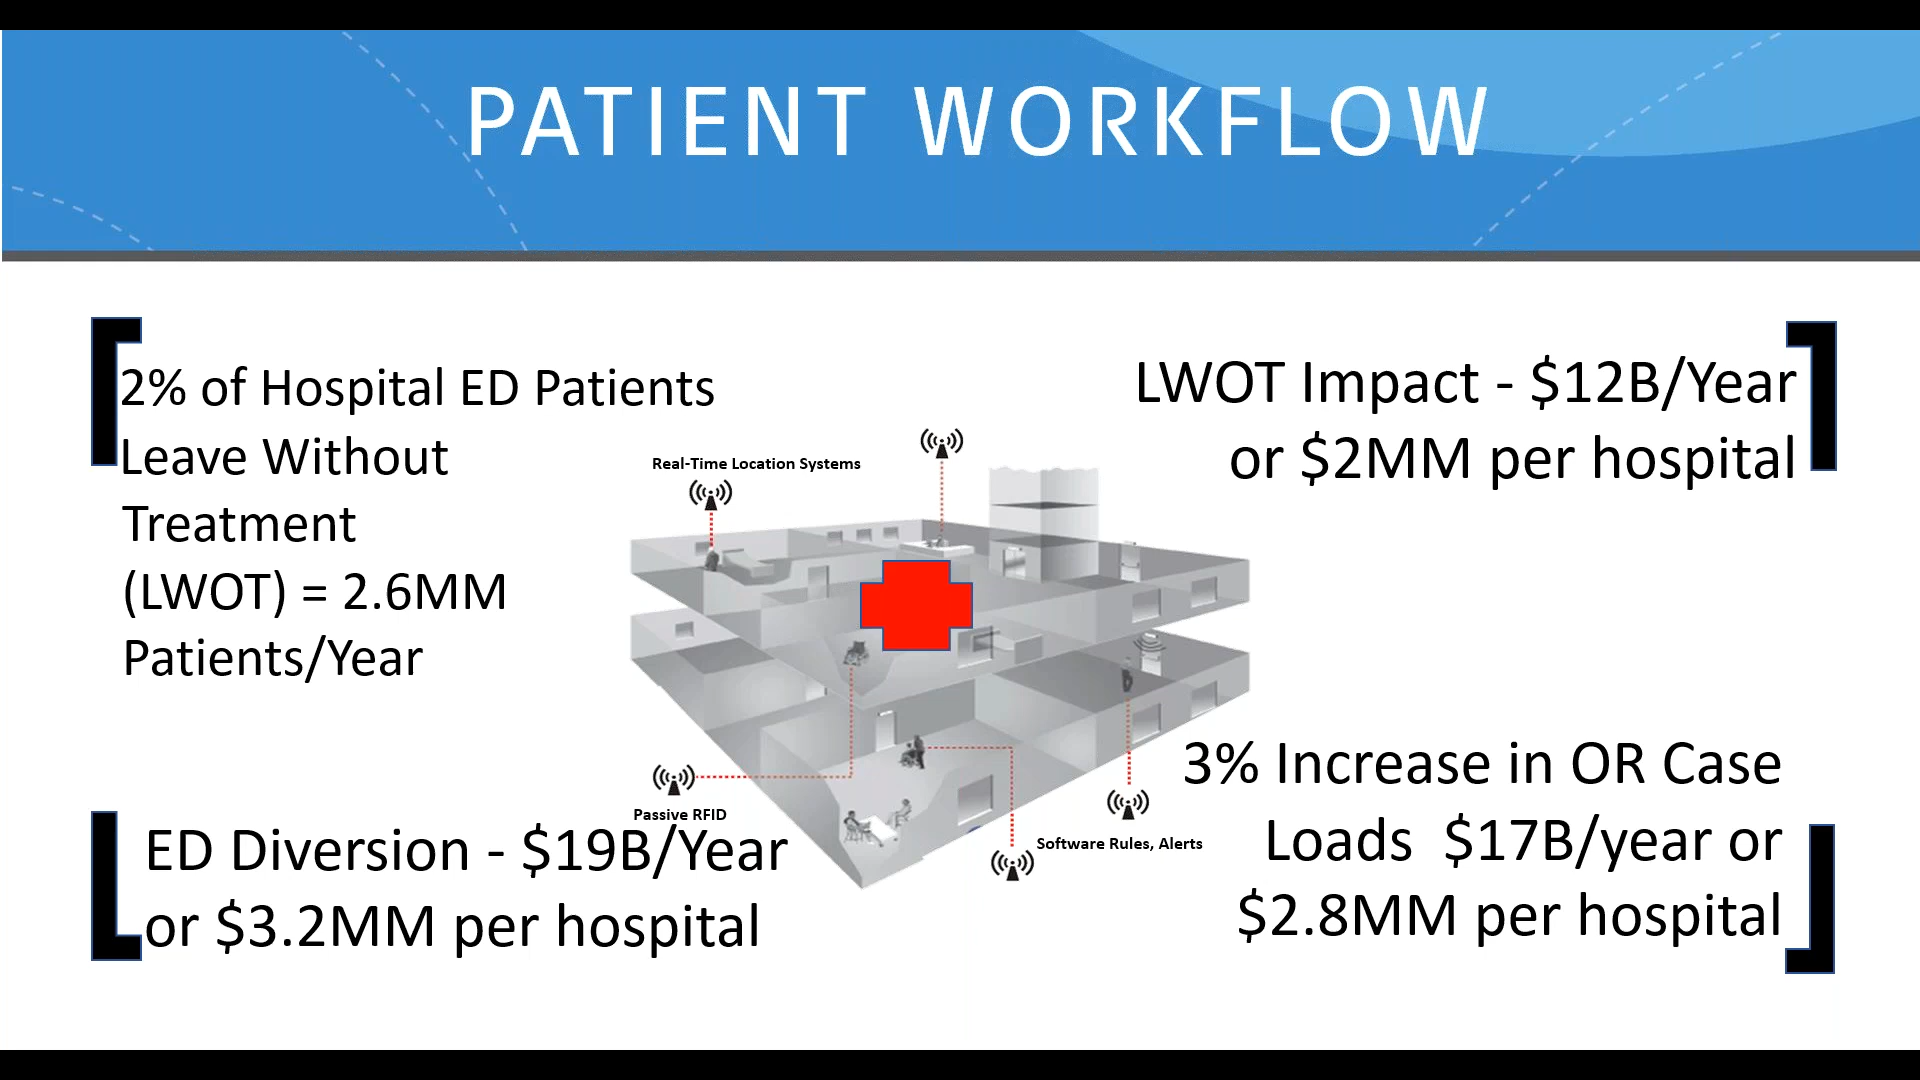 PATIENT WORKFLOW
2% of Hospital ED Patients
Leave Without
Treatment
(LWOT) = 2.6MM
Patients/Year
LWOT Impact - $12B/Year
or $2MM per hospital
Real-Time Location Systems
Passive RFID
Software Rules, Alerts
ED Diversion - $19B/Year
or $3.2MM per hospital
3% Increase in OR Case
Loads  $17B/year or
$2.8MM per hospital